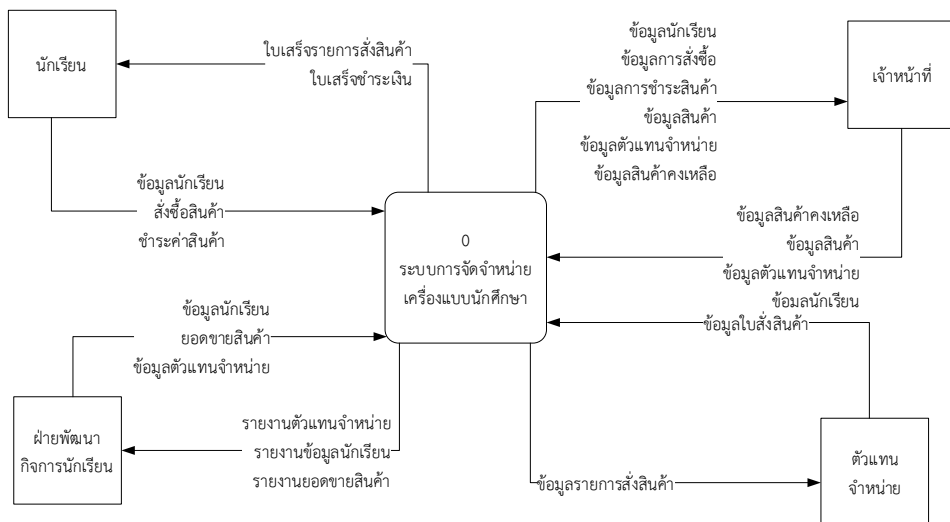 นักเรียน
ใบเสร็จรายการสั่งสินค้า
ใบเสร็จชำระเงิน
ข้อมูลนักเรียน
ข้อมูลการสั่งซื้อ
ข้อมูลการชำระสินค้า
ข้อมูลสินค้า
ข้อมูลตัวแทนจำหน่าย
ข้อมูลสินค้าคงเหลือ
เจ้าหน้าที่
ข้อมูลนักเรียน
สั่งซื้อสินค้า
ชำระค่าสินค้า
0
ระบบการจัดจำหน่าย
เครื่องแบบนักศึกษา
ข้อมูลสินค้าคงเหลือ
ข้อมูลสินค้า
ข้อมูลตัวแทนจำหน่าย
ข้อมลนักเรียน
ข้อมูลใบสั่งสินค้า
ข้อมูลนักเรียน
ยอดขายสินค้า
ข้อมูลตัวแทนจำหน่าย
ฝ่ายพัฒนา
กิจการนักเรียน
รายงานตัวแทนจำหน่าย
รายงานข้อมูลนักเรียน
รายงานยอดขายสินค้า
ข้อมูลรายการสั่งสินค้า
ตัวแทน
จำหน่าย